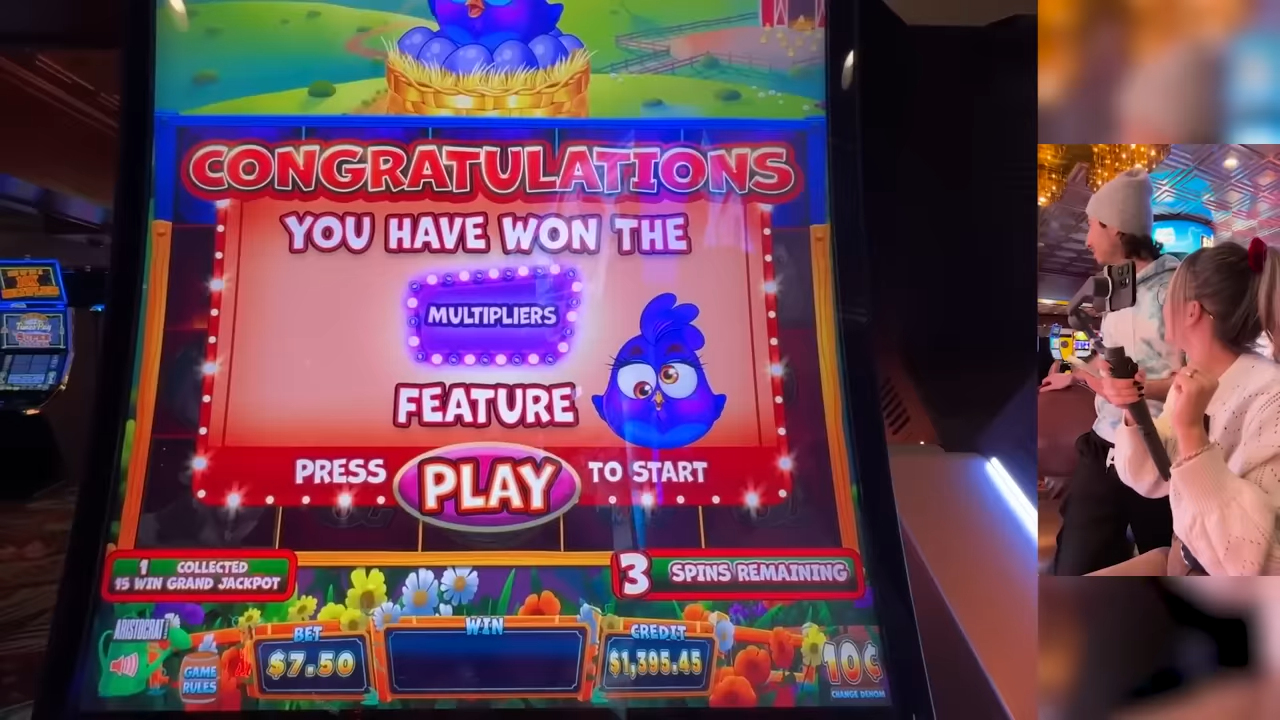 CONGRATULATIONS
YOU HAVE WON THE
MULTIPLIERS
FEATURE
PRESS PLAY TO START
1 COLLECTED
15 WIN GRAND JACKPOT
3 SPINS REMAINING
ARISTOCRAT
GAME
RULES
BET
$7.50
WIN
CREDIT
$1,395.45
10¢
CHANGE DENOM